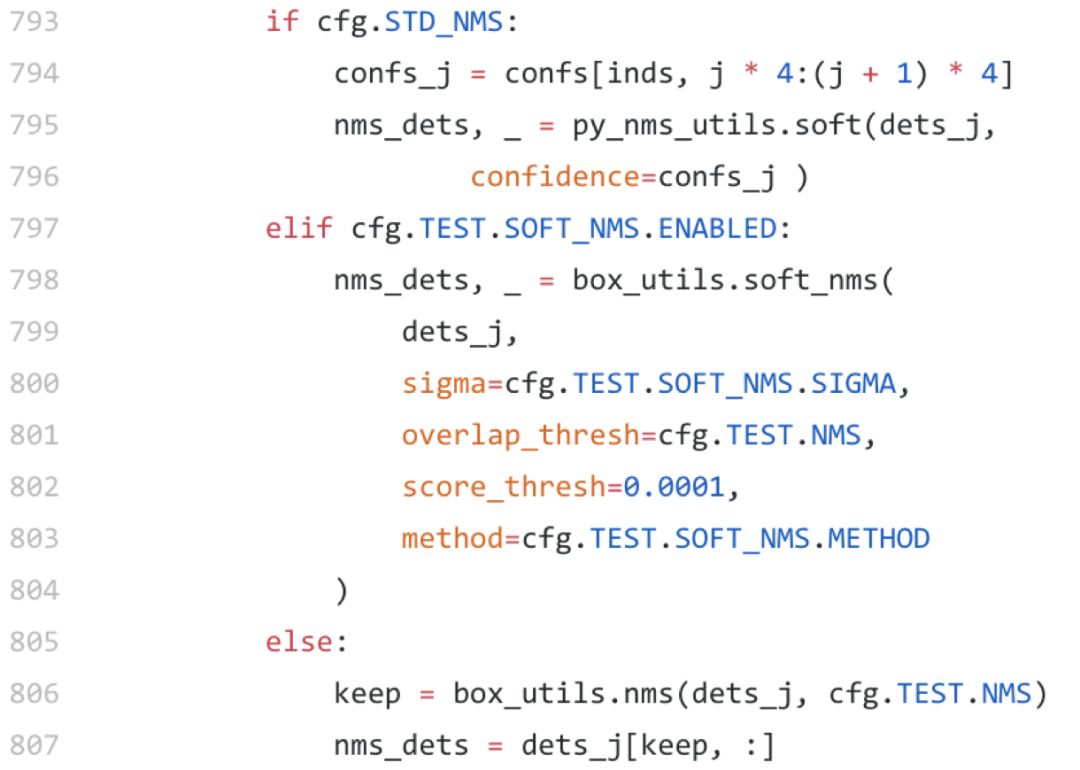 793 if cfg.STD_NMS:
794 confs_j = confs[inds, j * 4:(j + 1) * 4]
795 nms_dets, _ = py_nms_utils.soft(dets_j,
796 confidence=confs_j )
797 elif cfg.TEST.SOFT_NMS.ENABLED:
798 nms_dets, _ = box_utils.soft_nms(
799 dets_j,
800 sigma=cfg.TEST.SOFT_NMS.SIGMA,
801 overlap_thresh=cfg.TEST.NMS,
802 score_thresh=0.0001,
803 method=cfg.TEST.SOFT_NMS.METHOD
804 )
805 else:
806 keep = box_utils.nms(dets_j, cfg.TEST.NMS)
807 nms_dets = dets_j[keep, :]